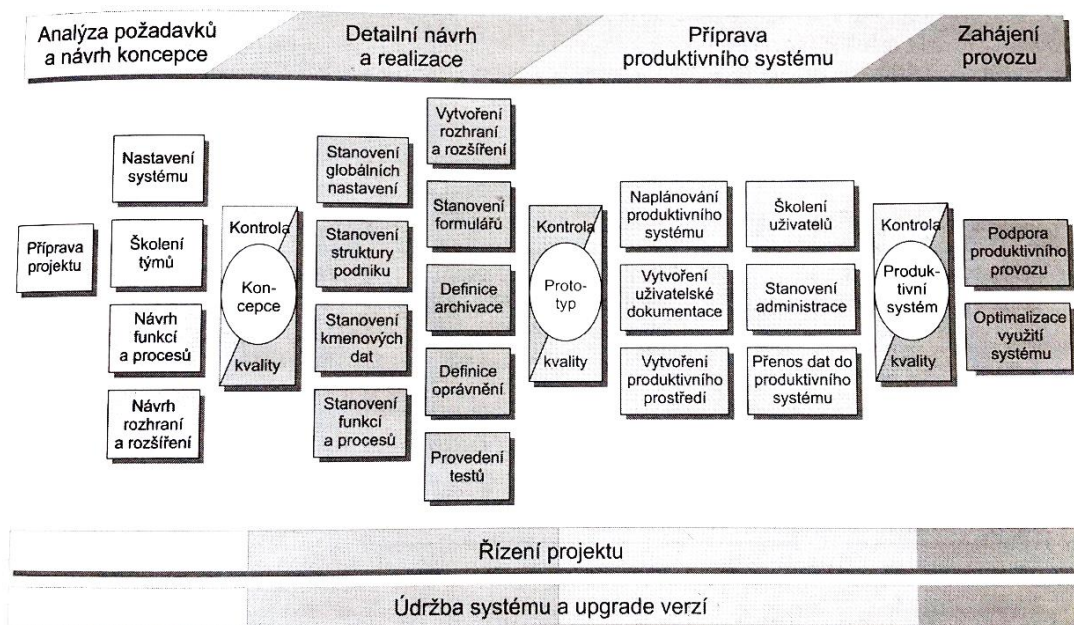 Analýza požadavků
a návrh koncepce
Detailní návrh
a realizace
Příprava
produktivního systému
Zahájení
provozu
Příprava
projektu
Nastavení
systému
Školení
týmů
Návrh
funkcí
a procesů
Návrh
rozhraní
a rozšíření
Kontrola
Kon-
cepce
kvality
Stanovení
globálních
nastavení
Stanovení
struktury
podniku
Stanovení
kmenových
dat
Stanovení
funkcí
a procesů
Vytvoření
rozhraní
a rozšíření
Stanovení
formulářů
Definice
archivace
Definice
oprávnění
Provedení
testů
Kontrola
Proto-
typ
kvality
Naplánování
produktivního
systému
Vytvoření
uživatelské
dokumentace
Vytvoření
produktivního
prostředí
Školení
uživatelů
Stanovení
administrace
Přenos dat do
produktivního
systému
Kontrola
Produk-
tivní
systém
kvality
Podpora
produktivního
provozu
Optimalizace
využití
systému
Řízení projektu
Údržba systému a upgrade verzí